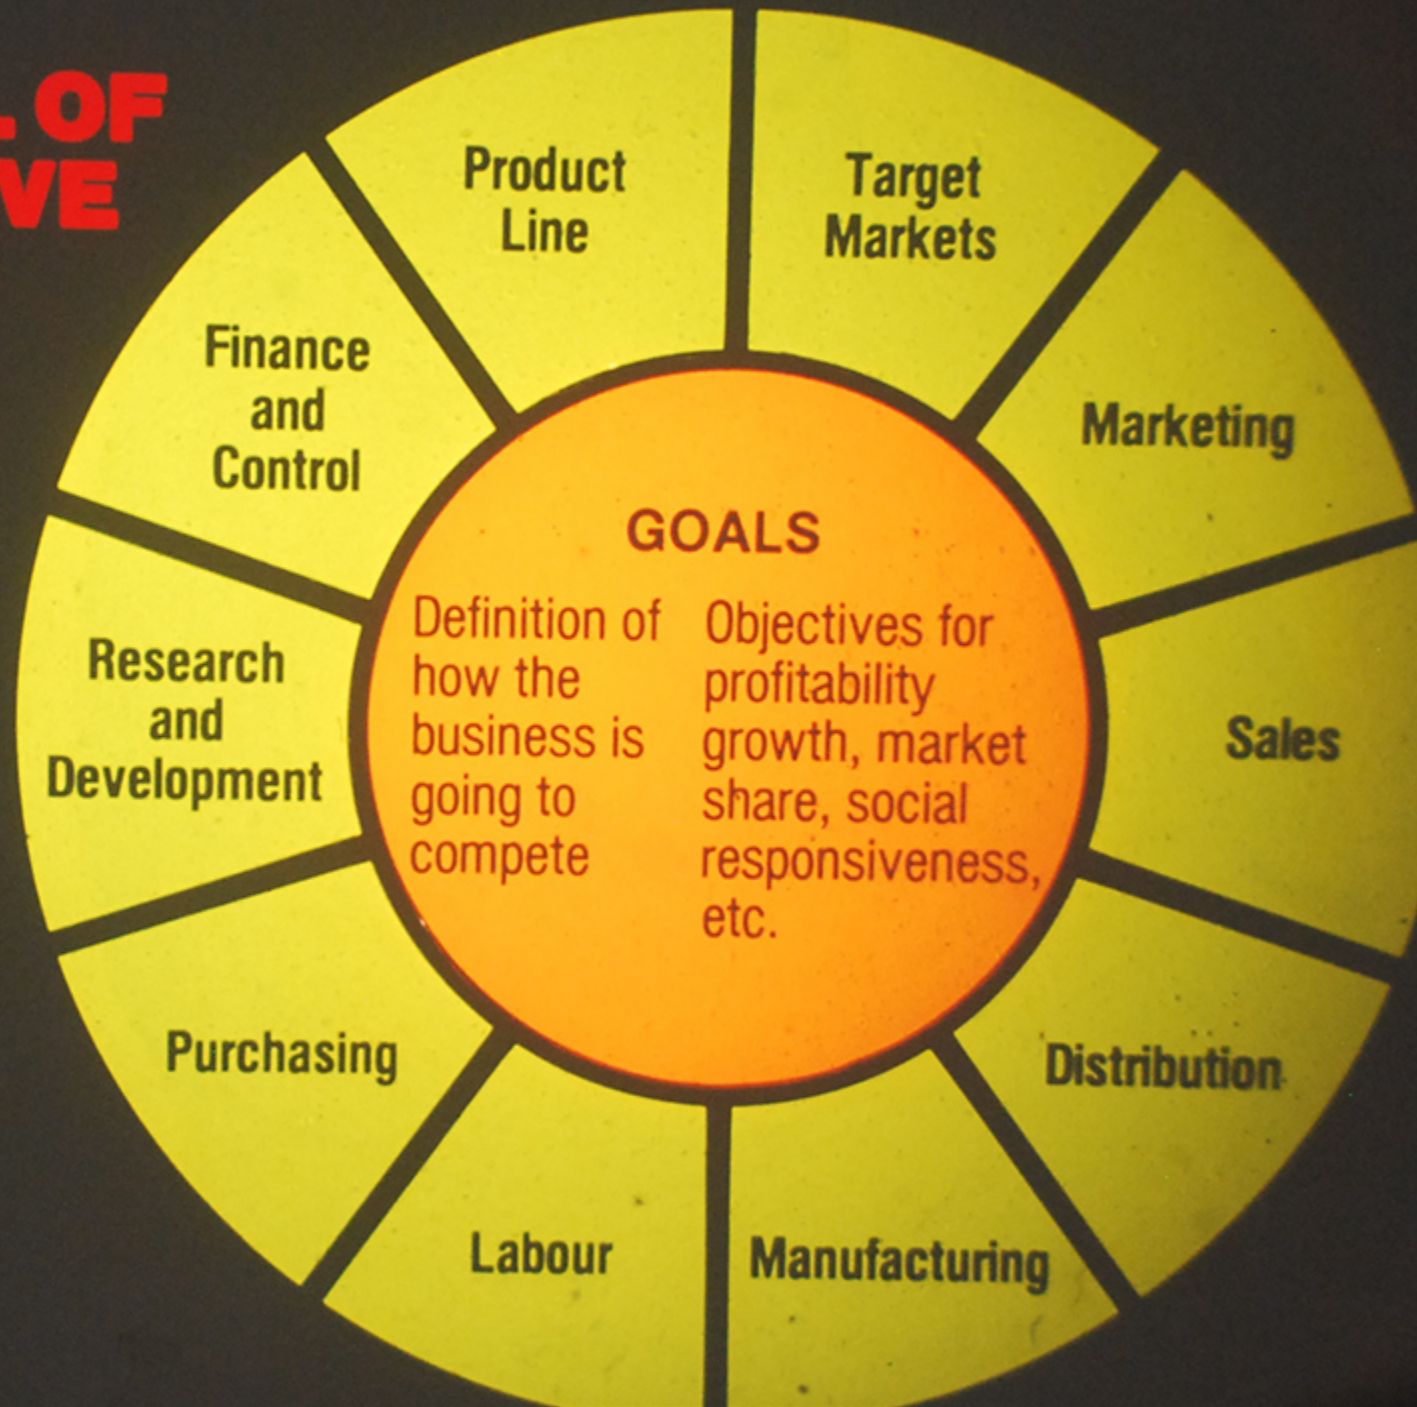 . OF
VE
Product
Line
Target
Markets
Marketing
Sales
Distribution
Manufacturing
Labour
Purchasing
Research
and
Development
Finance
and
Control
GOALS
Definition of
how the
business is
going to
compete
Objectives for
profitability
growth, market
share, social
responsiveness,
etc.